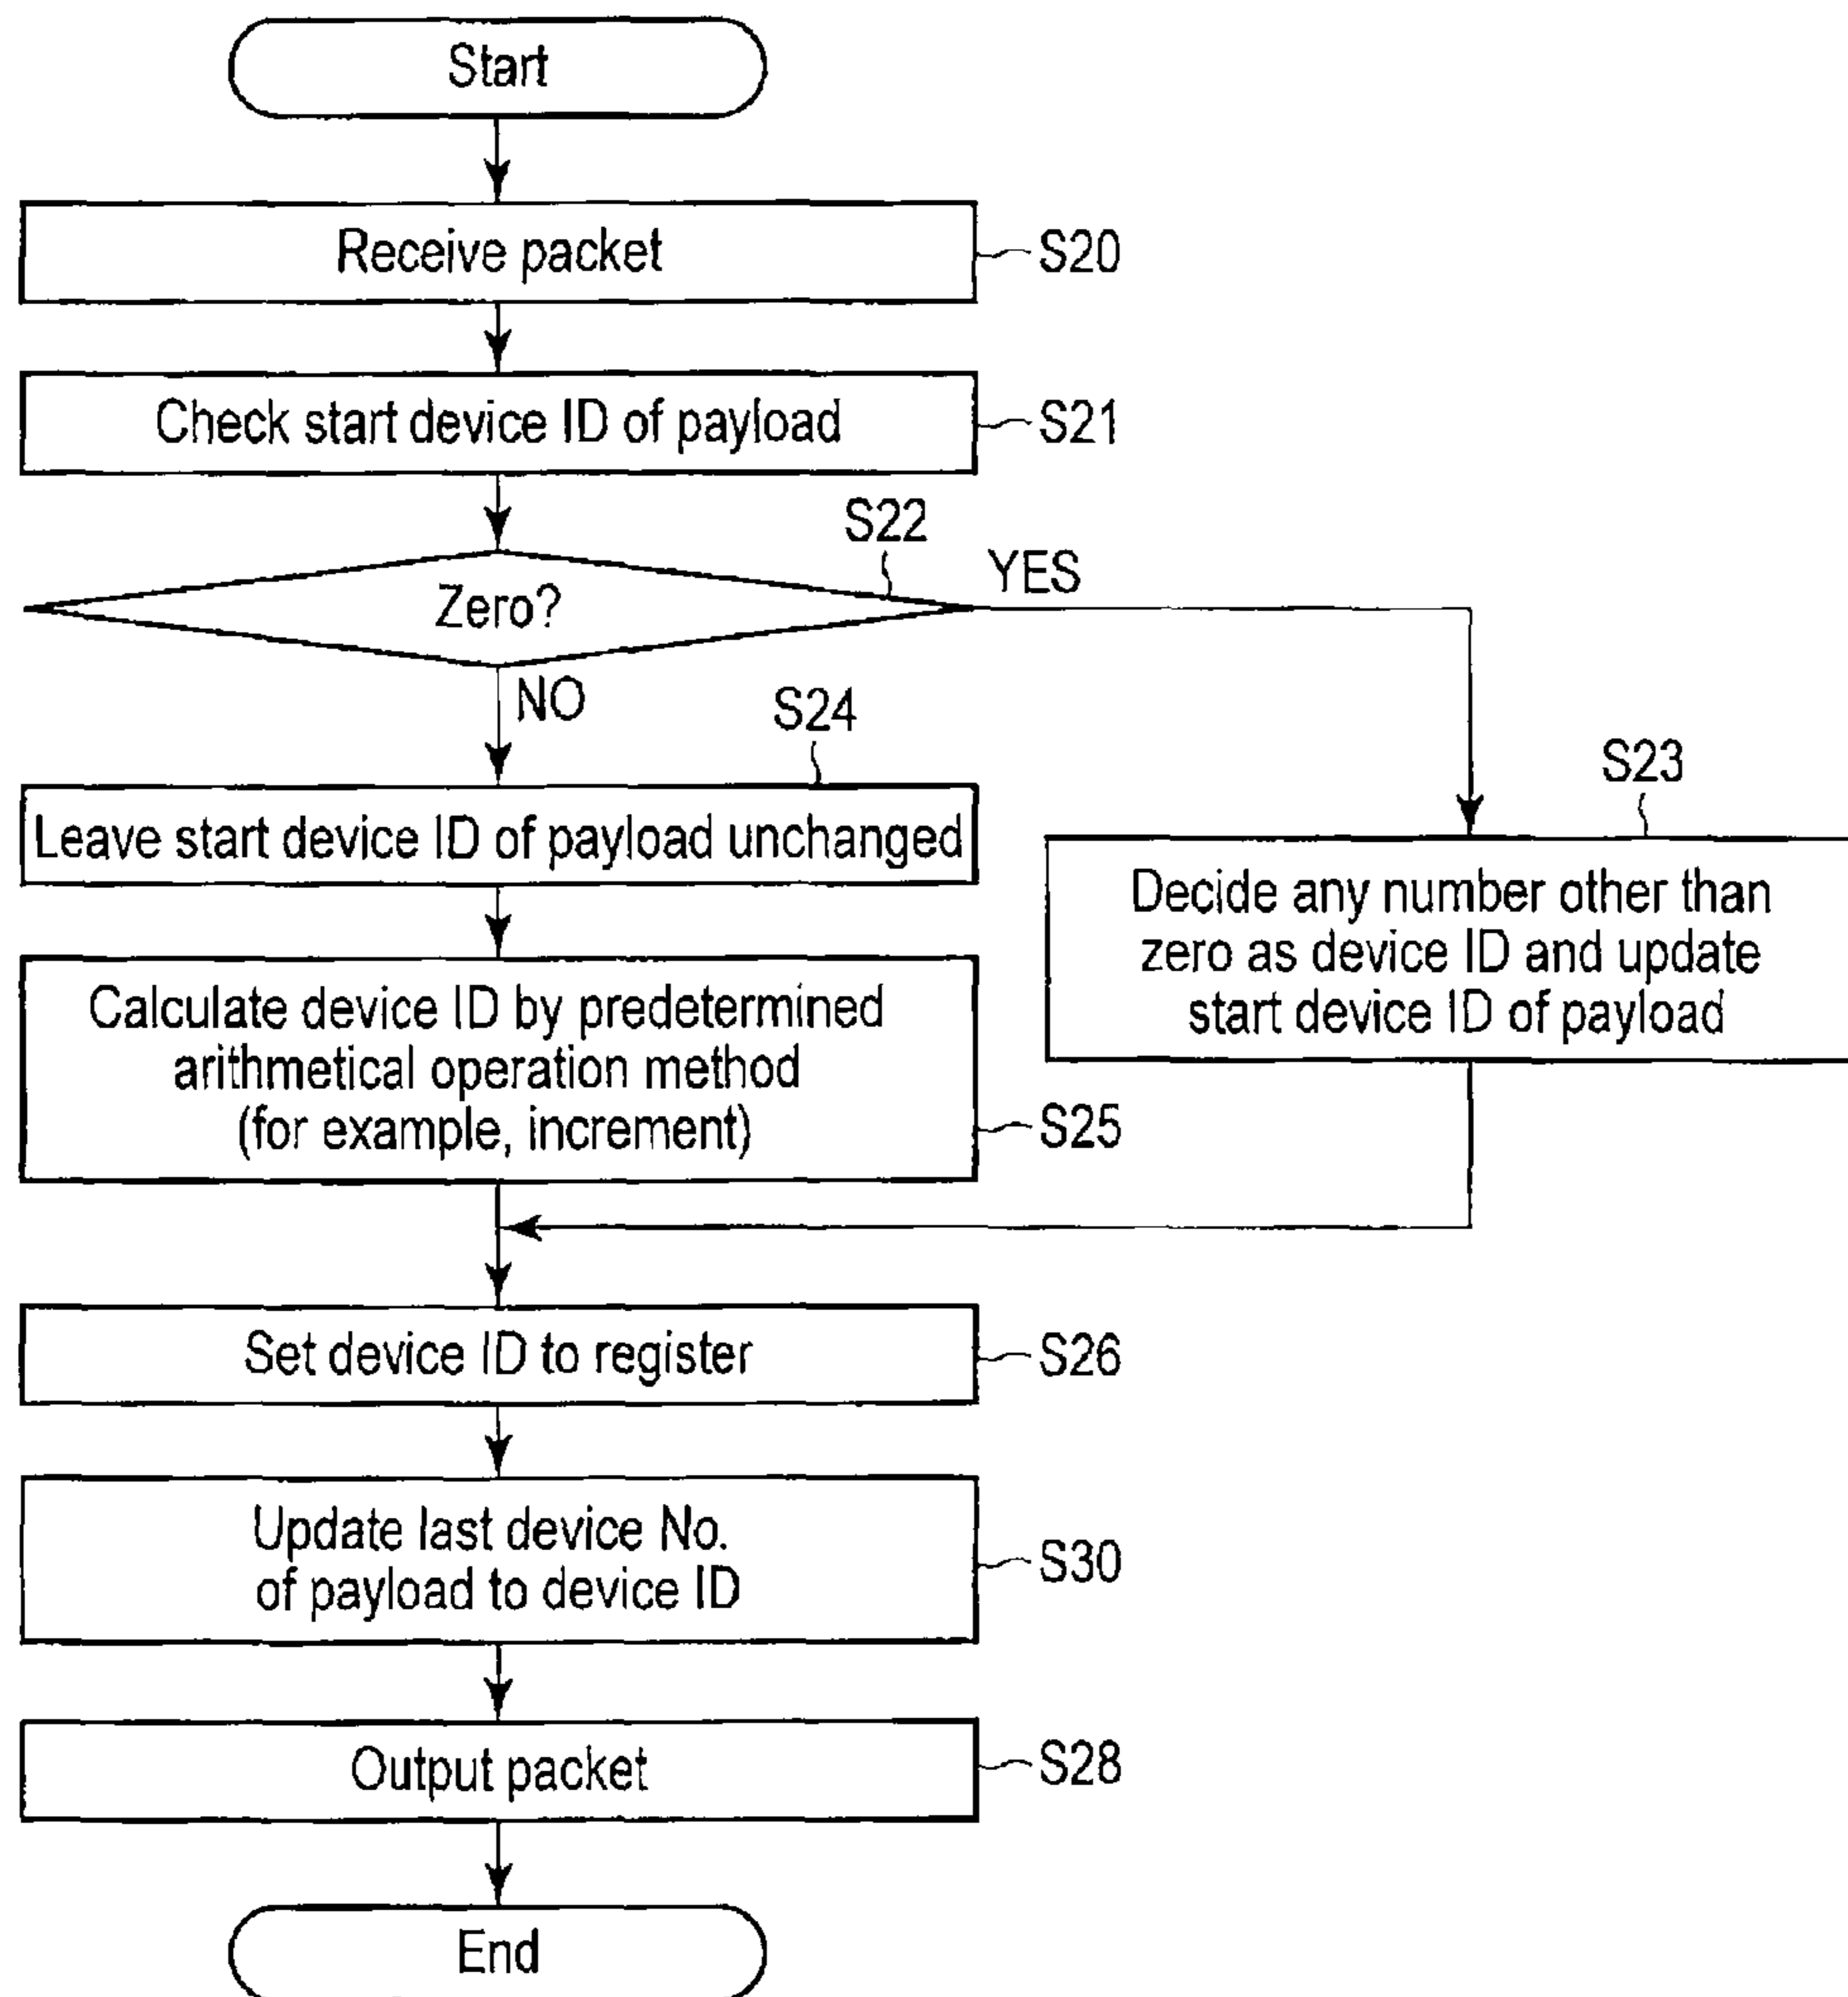 Start
Receive packet
S20
Check start device ID of payload
S21
S22
Zero?
YES
NO
S24
Leave start device ID of payload unchanged
S23
Decide any number other than
zero as device ID and update
start device ID of payload
Calculate device ID by predetermined
arithmetical operation method
(for example, increment)
S25
Set device ID to register
S26
Update last device No.
of payload to device ID
S30
Output packet
S28
End